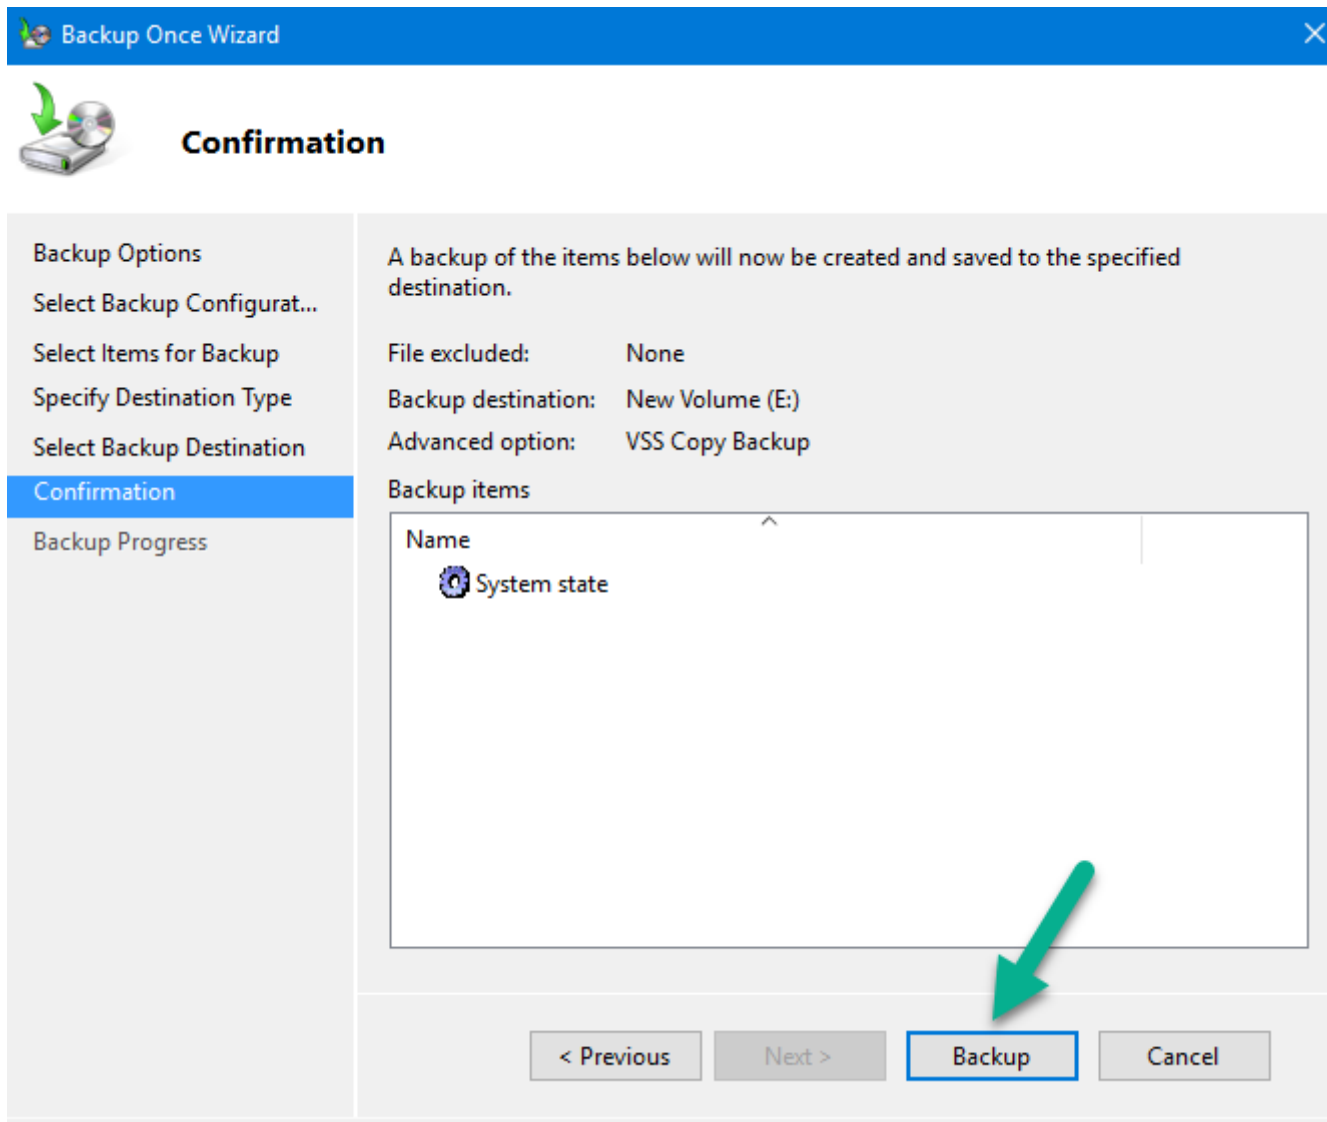 Backup Once Wizard
Confirmation
Backup Options
Select Backup Configurat...
Select Items for Backup
Specify Destination Type
Select Backup Destination
Confirmation
Backup Progress
A backup of the items below will now be created and saved to the specified
destination.
File excluded: None
Backup destination: New Volume (E:)
Advanced option: VSS Copy Backup
Backup items
Name
System state
< Previous
Next >
Backup
Cancel